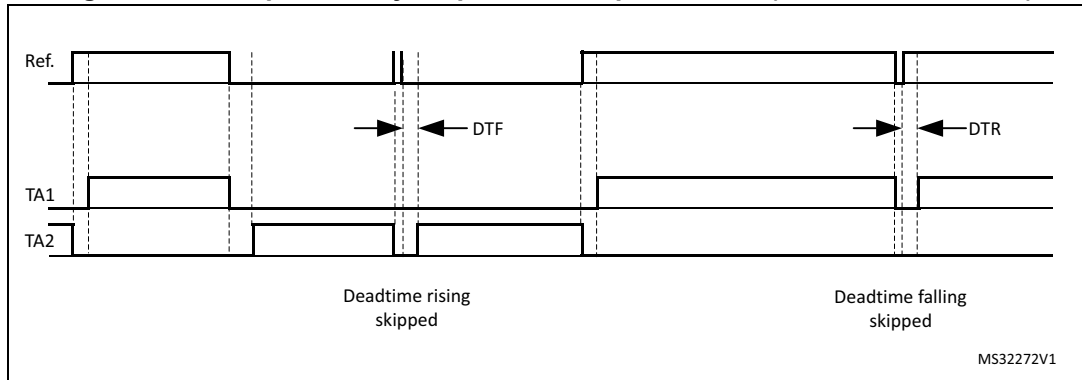 Ref.
DTF
DTR
TA1
TA2
Deadtime rising
skipped
Deadtime falling
skipped
MS32272V1